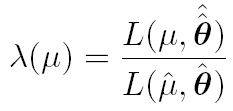 λ(μ) = L(μ, θ̂̂) / L(μ̂, θ̂)